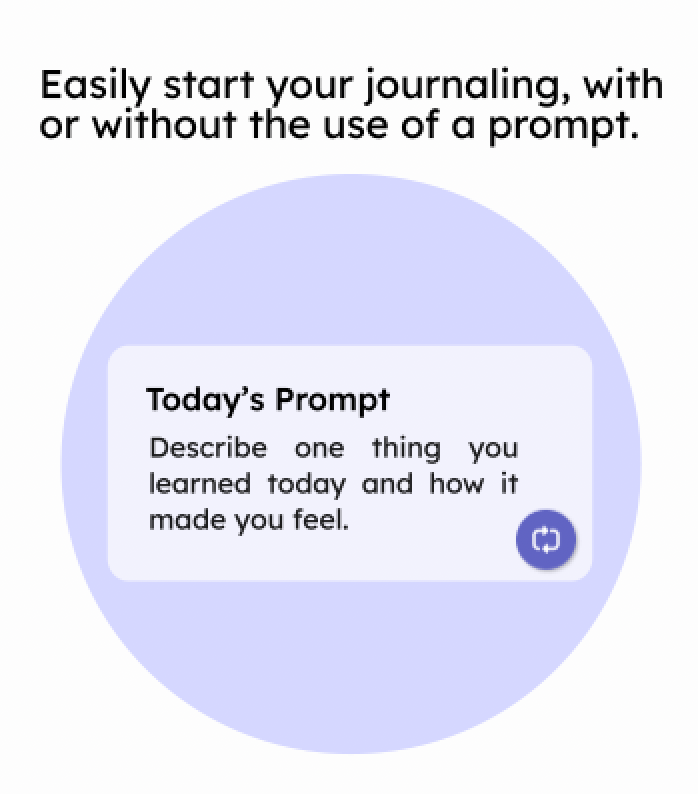 Easily start your journaling, with
or without the use of a prompt.
Today’s Prompt
Describe one thing you
learned today and how it
made you feel.